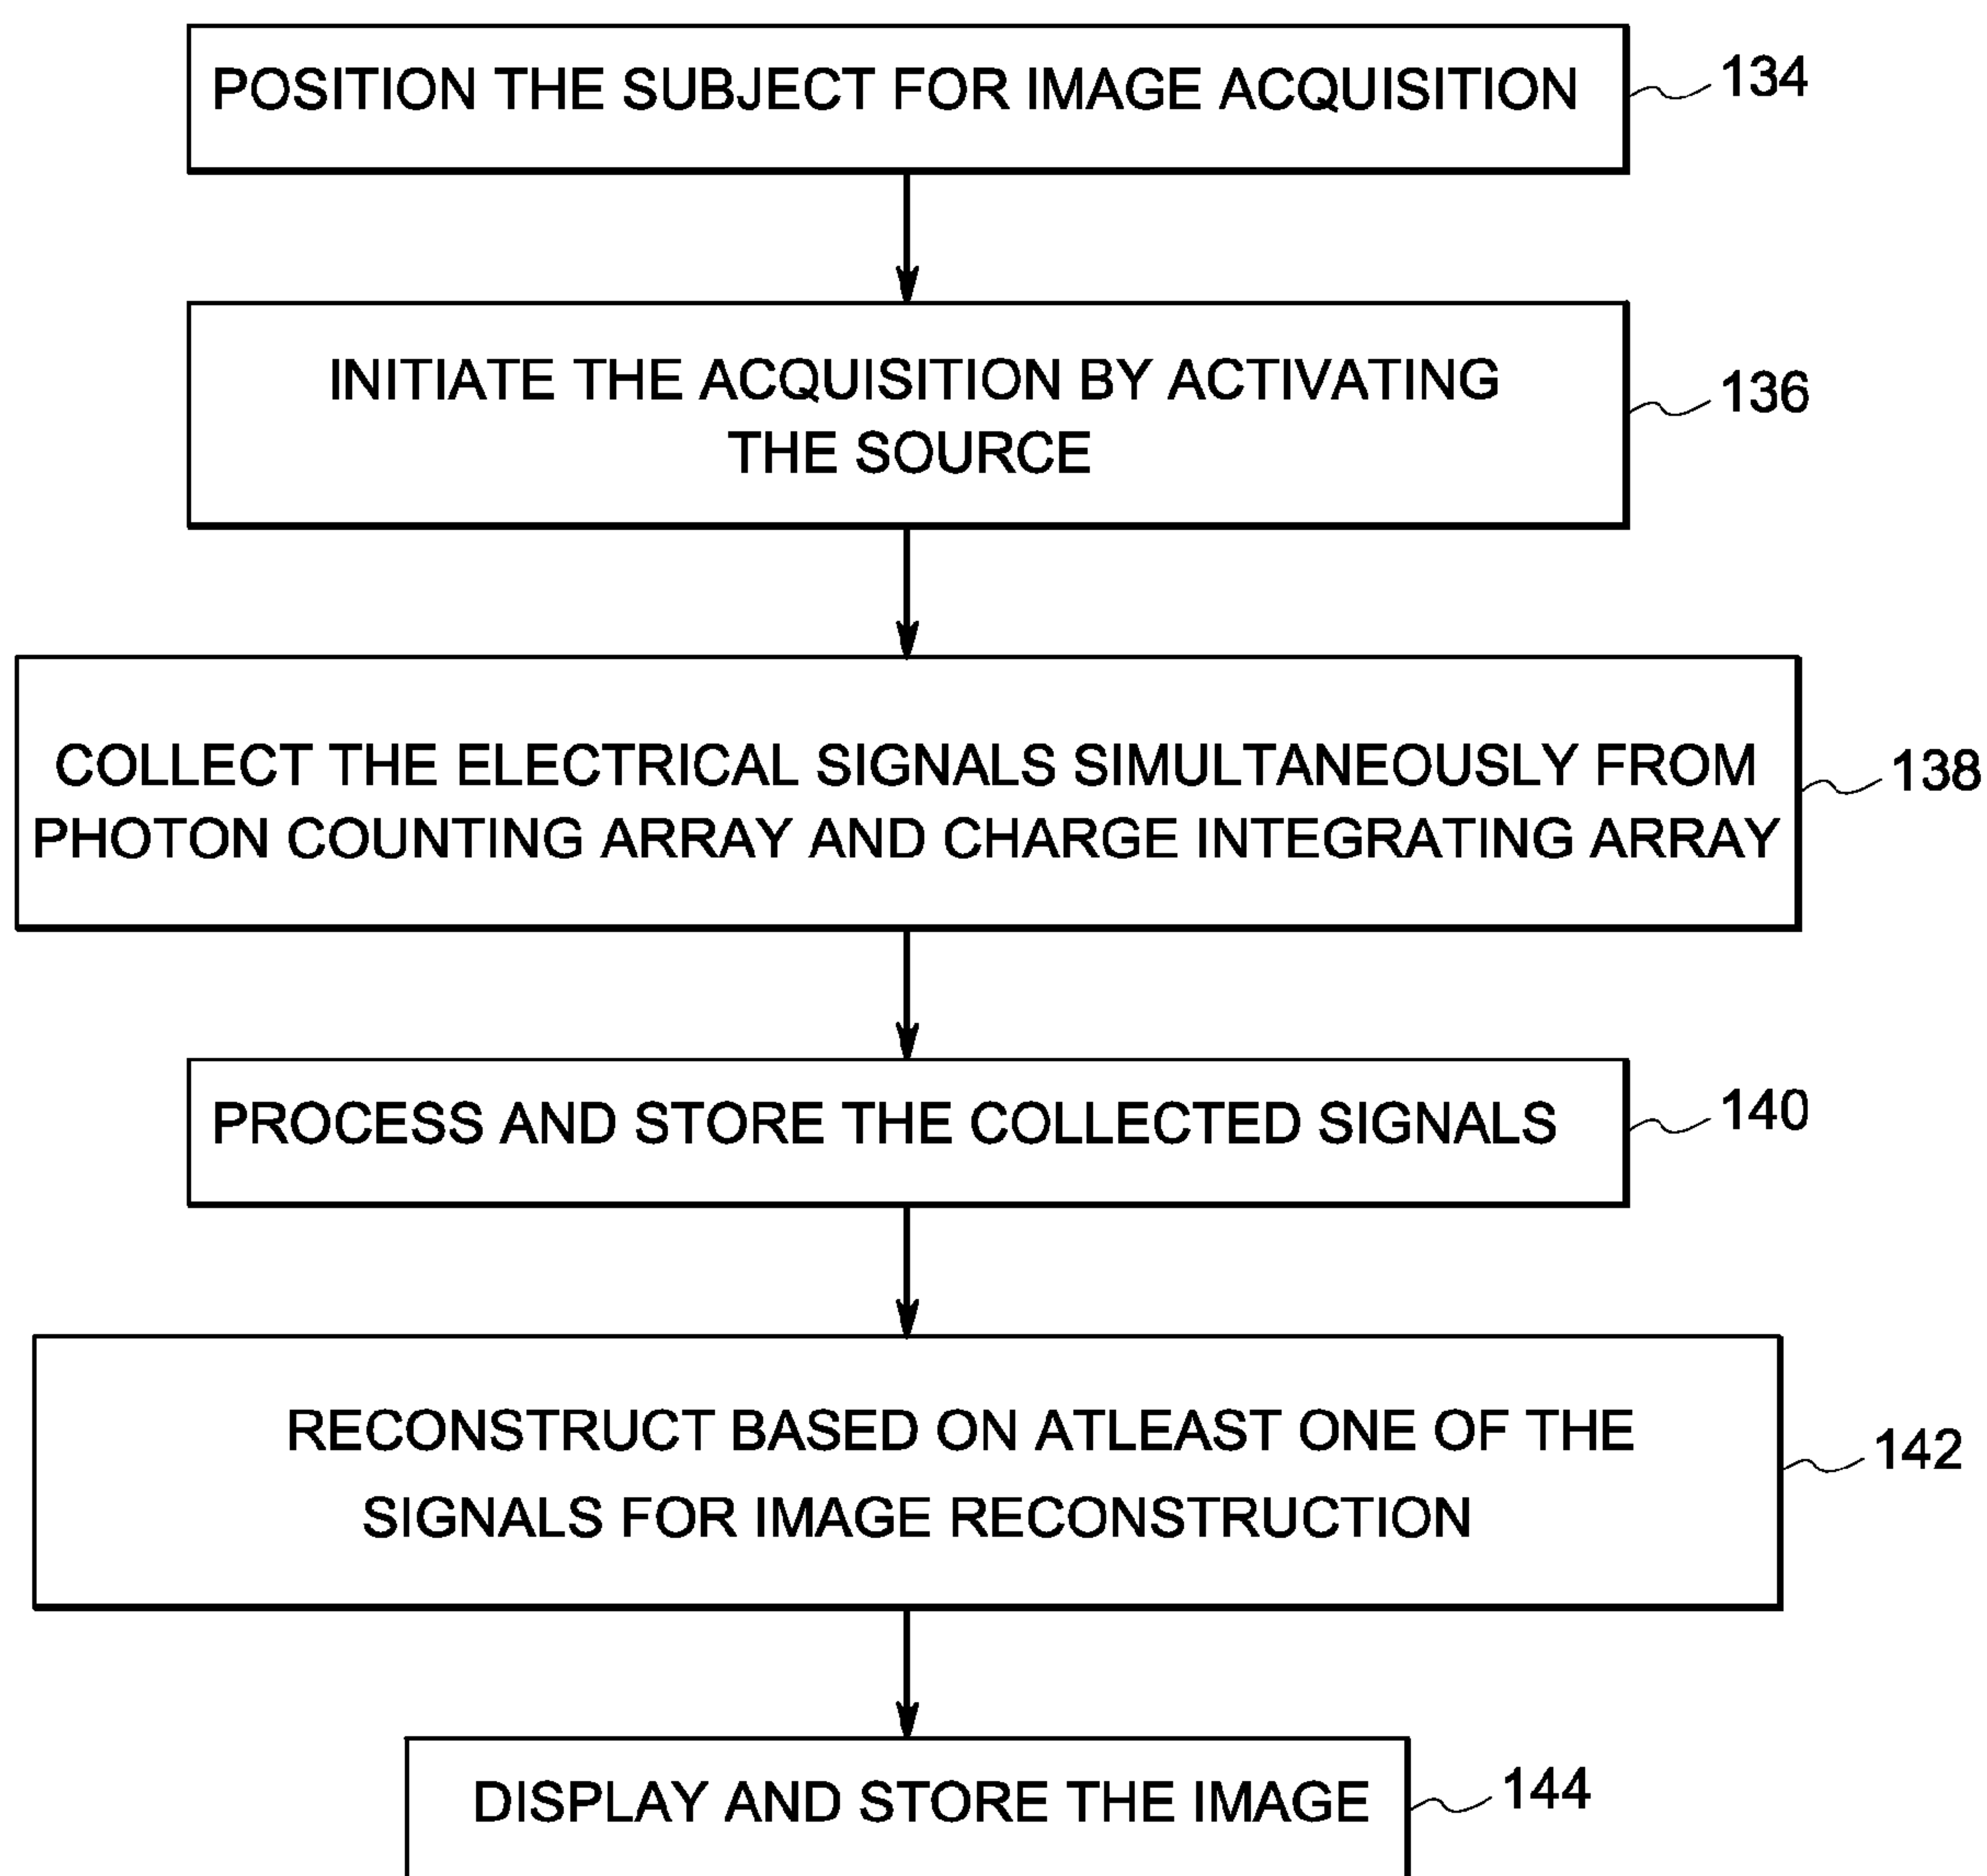 POSITION THE SUBJECT FOR IMAGE ACQUISITION
134
INITIATE THE ACQUISITION BY ACTIVATING
THE SOURCE
136
COLLECT THE ELECTRICAL SIGNALS SIMULTANEOUSLY FROM
PHOTON COUNTING ARRAY AND CHARGE INTEGRATING ARRAY
138
PROCESS AND STORE THE COLLECTED SIGNALS
140
RECONSTRUCT BASED ON ATLEAST ONE OF THE
SIGNALS FOR IMAGE RECONSTRUCTION
142
DISPLAY AND STORE THE IMAGE
144